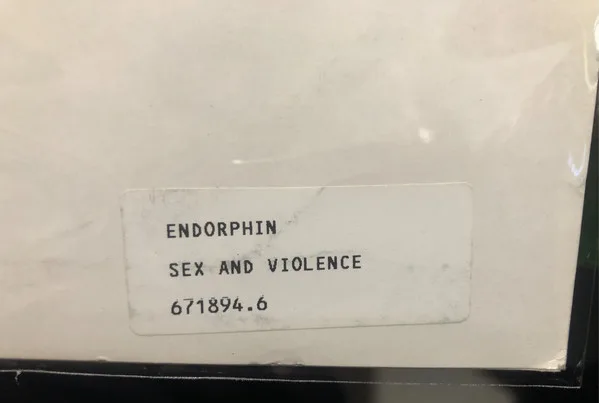 ENDORPHIN
SEX AND VIOLENCE
671894.6